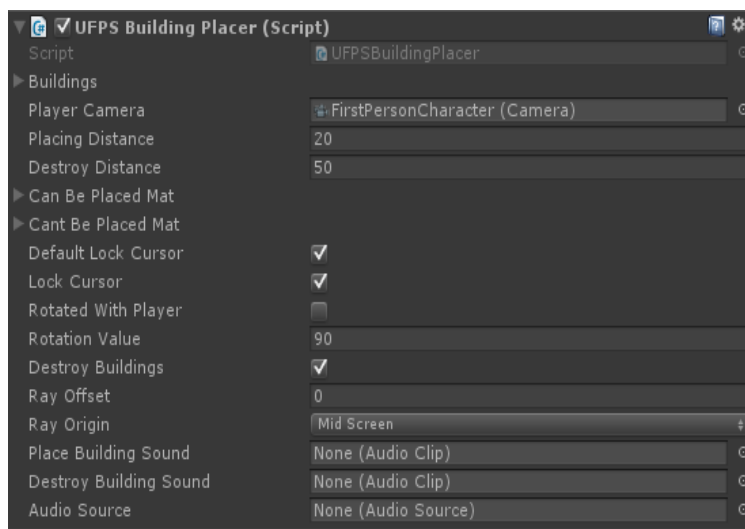 UFPS Building Placer (Script)
Script UFPSBuildingPlacer
Buildings
Player Camera FirstPersonCharacter (Camera)
Placing Distance 20
Destroy Distance 50
Can Be Placed Mat
Cant Be Placed Mat
Default Lock Cursor
Lock Cursor
Rotated With Player
Rotation Value 90
Destroy Buildings
Ray Offset 0
Ray Origin Mid Screen
Place Building Sound None (Audio Clip)
Destroy Building Sound None (Audio Clip)
Audio Source None (Audio Source)